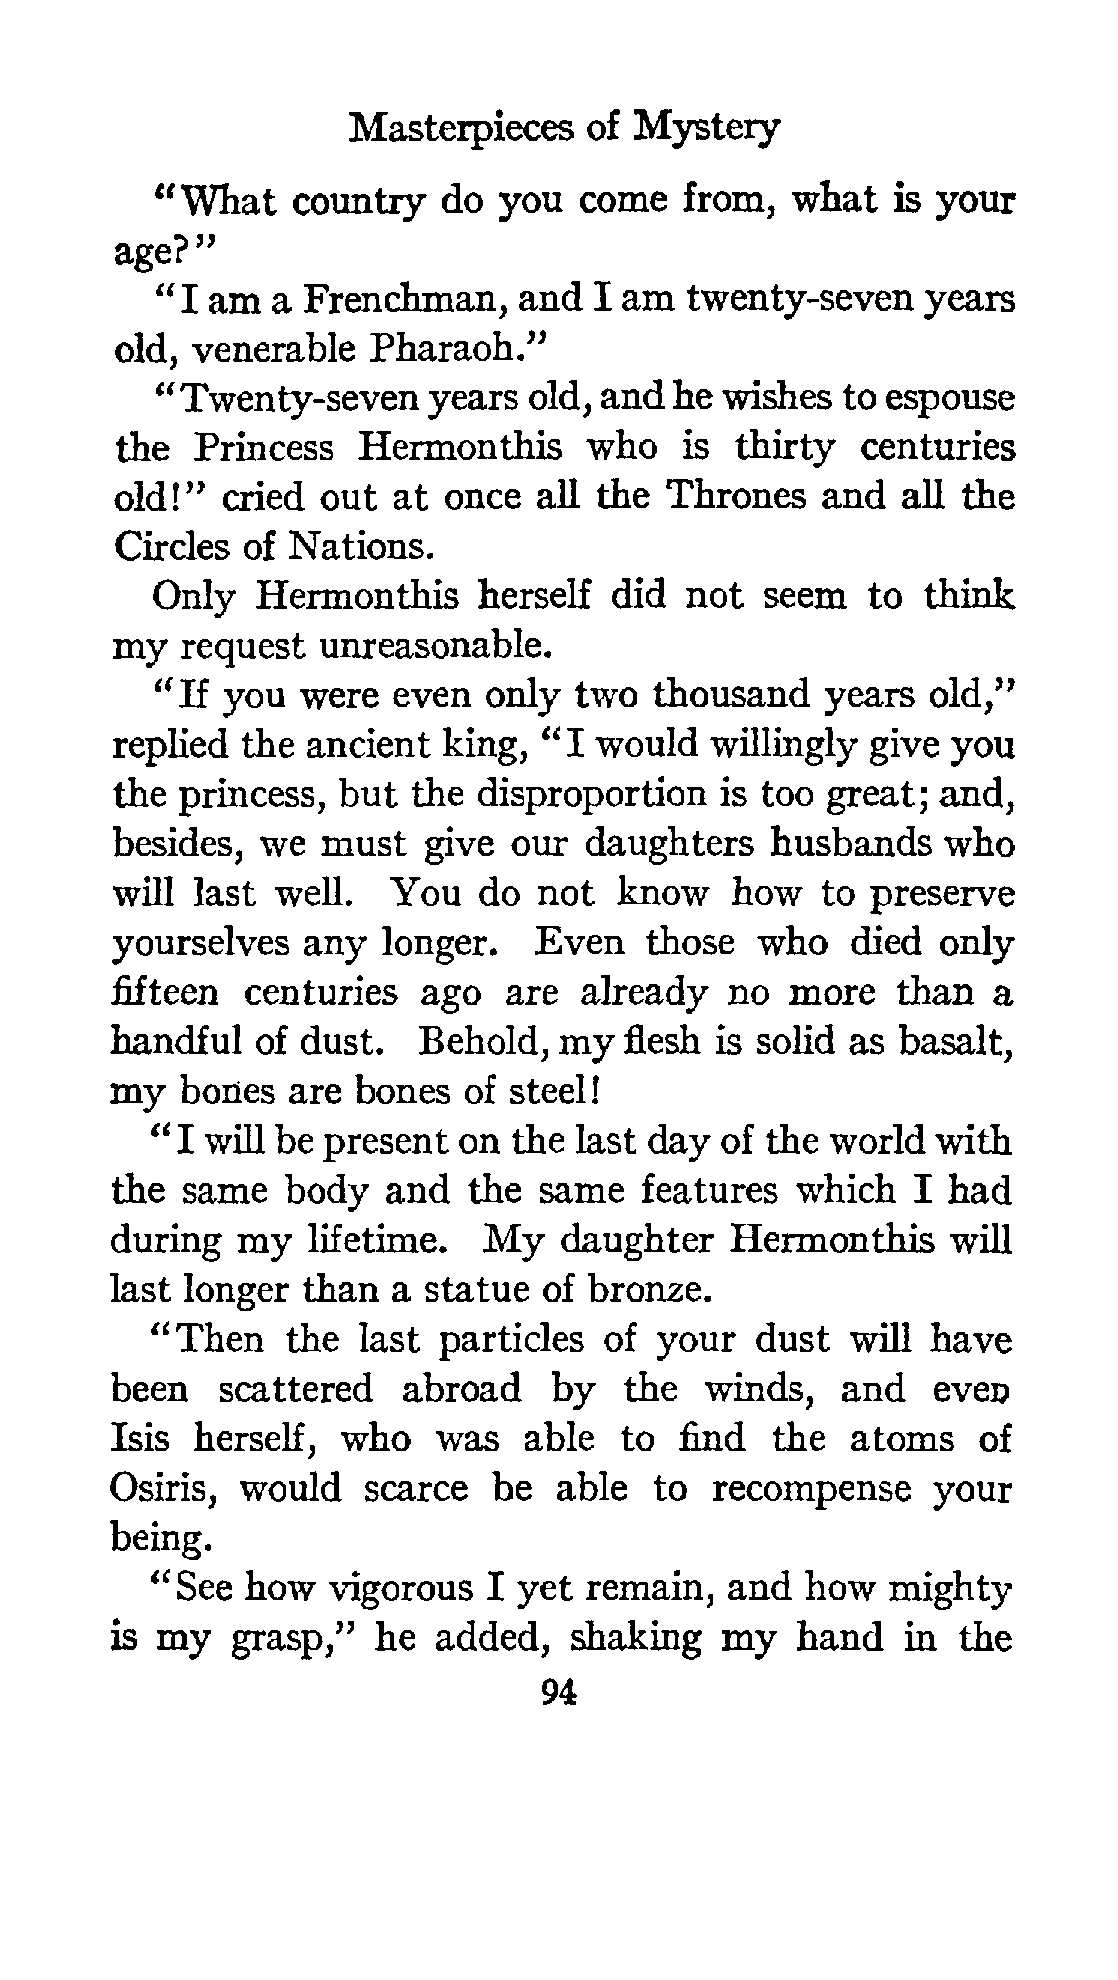 Masterpieces of Mystery
“What country do you come from, what is your
age?”
“I am a Frenchman, and I am twenty-seven years
old, venerable Pharaoh.”
“Twenty-seven years old, and he wishes to espouse
the Princess Hermonthis who is thirty centuries
old!” cried out at once all the Thrones and all the
Circles of Nations.
Only Hermonthis herself did not seem to think
my request unreasonable.
“If you were even only two thousand years old,”
replied the ancient king, “I would willingly give you
the princess, but the disproportion is too great; and,
besides, we must give our daughters husbands who
will last well. You do not know how to preserve
yourselves any longer. Even those who died only
fifteen centuries ago are already no more than a
handful of dust. Behold, my flesh is solid as basalt,
my bones are bones of steel!
“I will be present on the last day of the world with
the same body and the same features which I had
during my lifetime. My daughter Hermonthis will
last longer than a statue of bronze.
“Then the last particles of your dust will have
been scattered abroad by the winds, and even
Isis herself, who was able to find the atoms of
Osiris, would scarce be able to recompense your
being.
“See how vigorous I yet remain, and how mighty
is my grasp,” he added, shaking my hand in the
94